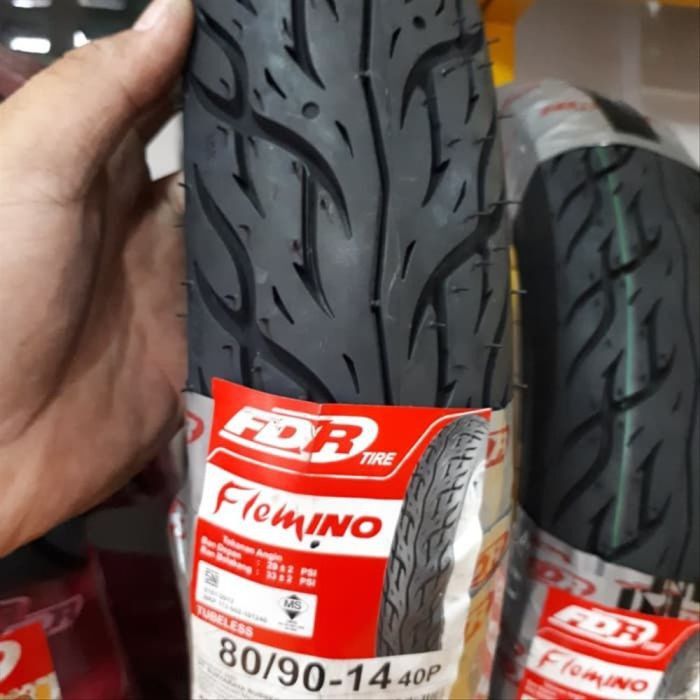 FDR TIRE
FlemINO
Tekanan Angin
Ban Depan : 29 ± 2 PSI
Ban Belakang : 33 ± 2 PSI
MS
TUBELESS
80/90-14 40P
FDR
FDR
Flemino